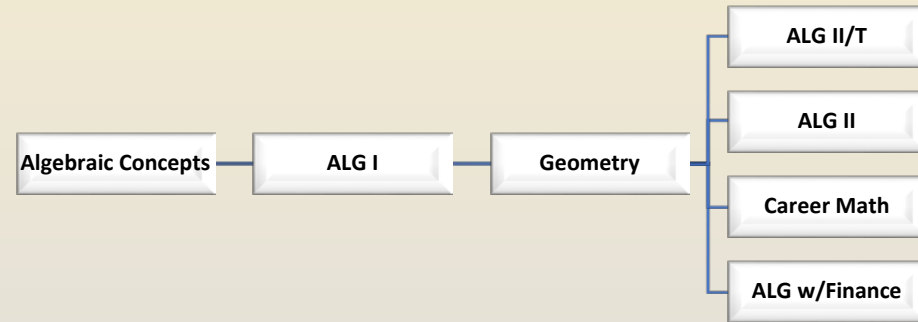 Algebraic Concepts
ALG I
Geometry
ALG II/T
ALG II
Career Math
ALG w/Finance